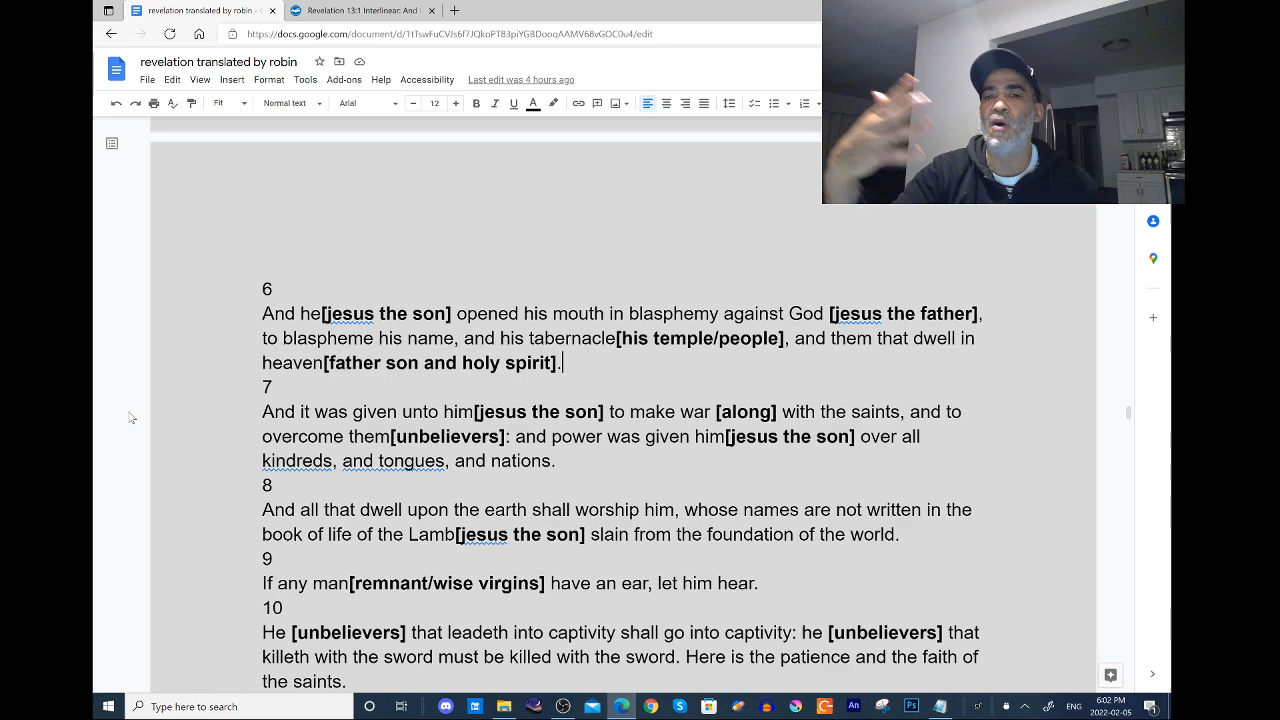 revelation translated by robin -
Revelation 13:1 Interlinear: And
https://docs.google.com/document/d/1tTswFuCVJs6f7JQkoPT83piYGBDooqAAMV68vGOC0u4/edit
revelation translated by robin
File Edit View Insert Format Tools Add-ons Help Accessibility Last edit was 4 hours ago
Fit Normal text Arial 12 B I U A
6
And he[jesus the son] opened his mouth in blasphemy against God [jesus the father],
to blaspheme his name, and his tabernacle[his temple/people], and them that dwell in
heaven[father son and holy spirit].
7
And it was given unto him[jesus the son] to make war [along] with the saints, and to
overcome them[unbelievers]: and power was given him[jesus the son] over all
kindreds, and tongues, and nations.
8
And all that dwell upon the earth shall worship him, whose names are not written in the
book of life of the Lamb[jesus the son] slain from the foundation of the world.
9
If any man[remnant/wise virgins] have an ear, let him hear.
10
He [unbelievers] that leadeth into captivity shall go into captivity: he [unbelievers] that
killeth with the sword must be killed with the sword. Here is the patience and the faith of
the saints.
Type here to search
An
Ps
ENG
6:02 PM
2022-02-05